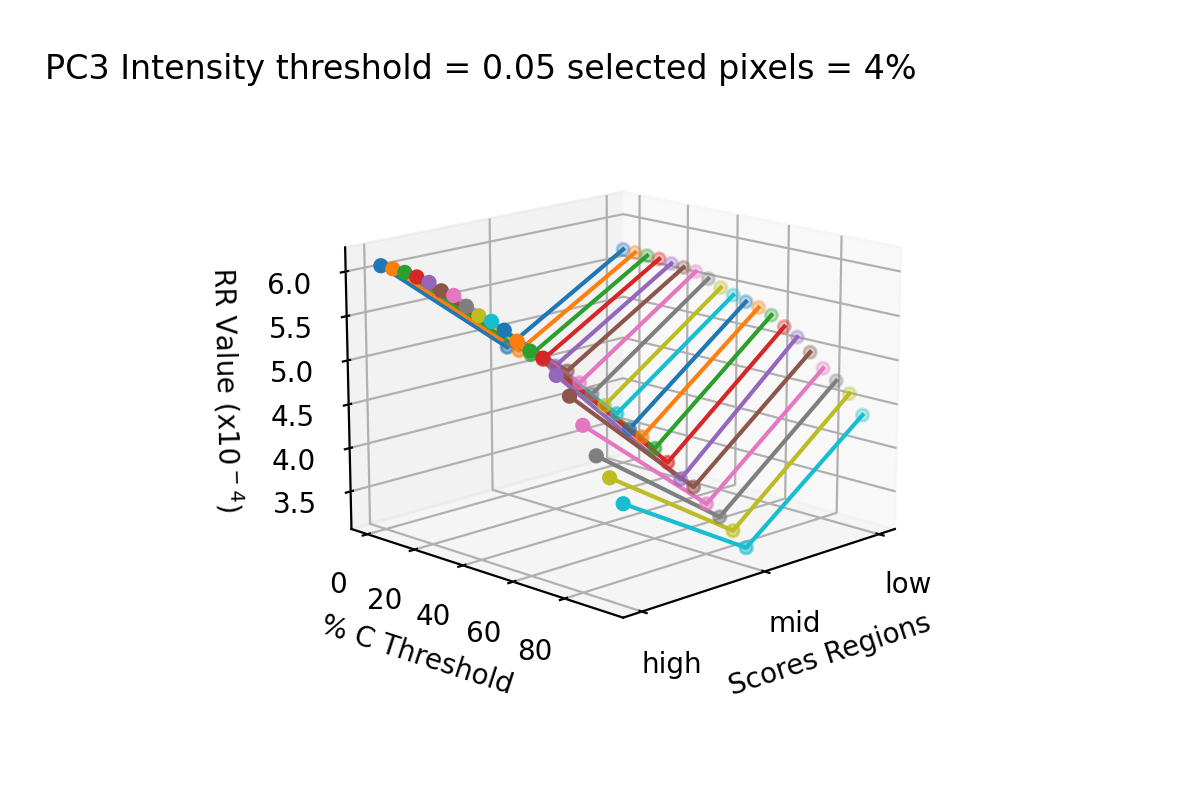 PC3 Intensity threshold = 0.05 selected pixels = 4%
RR Value (x10⁻⁴)
6.0
5.5
5.0
4.5
4.0
3.5
0
20
40
60
80
% C Threshold
high
mid
low
Scores Regions